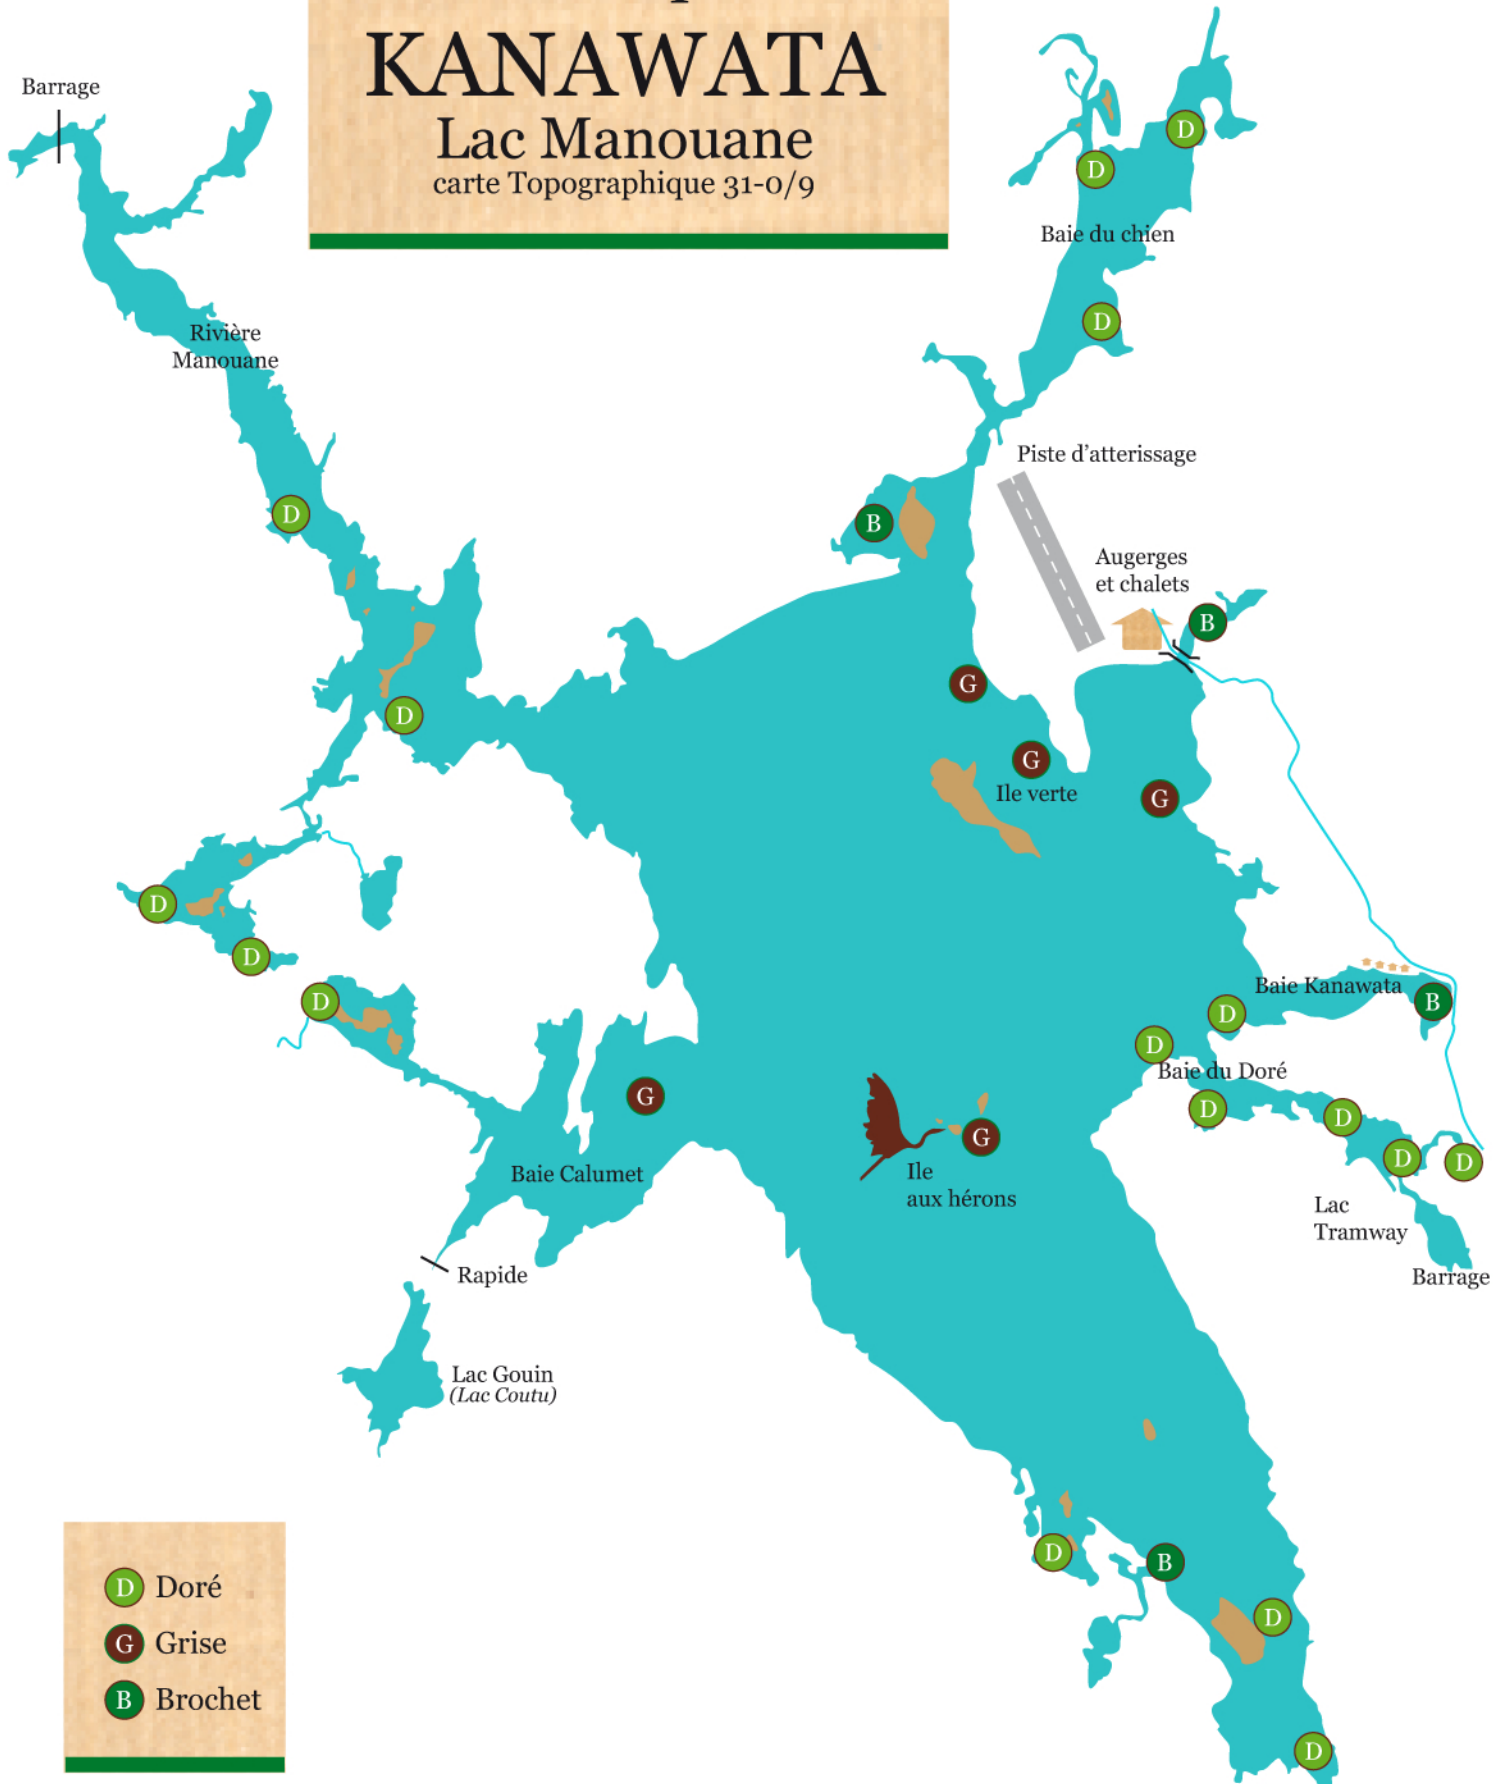 KANAWATA
Lac Manouane
carte Topographique 31-0/9
Barrage
D
D
Baie du chien
D
Rivière
Manouane
Piste d'atterissage
D
B
Augerges
et chalets
B
G
D
G
Ile verte
G
D
D
Baie Kanawata
D
B
D
D
Baie du Doré
G
D
D
G
D
D
Baie Calumet
Ile
aux hérons
Lac
Tramway
Rapide
Barrage
Lac Gouin
(Lac Coutu)
D
B
D
D
D Doré
G Grise
B Brochet